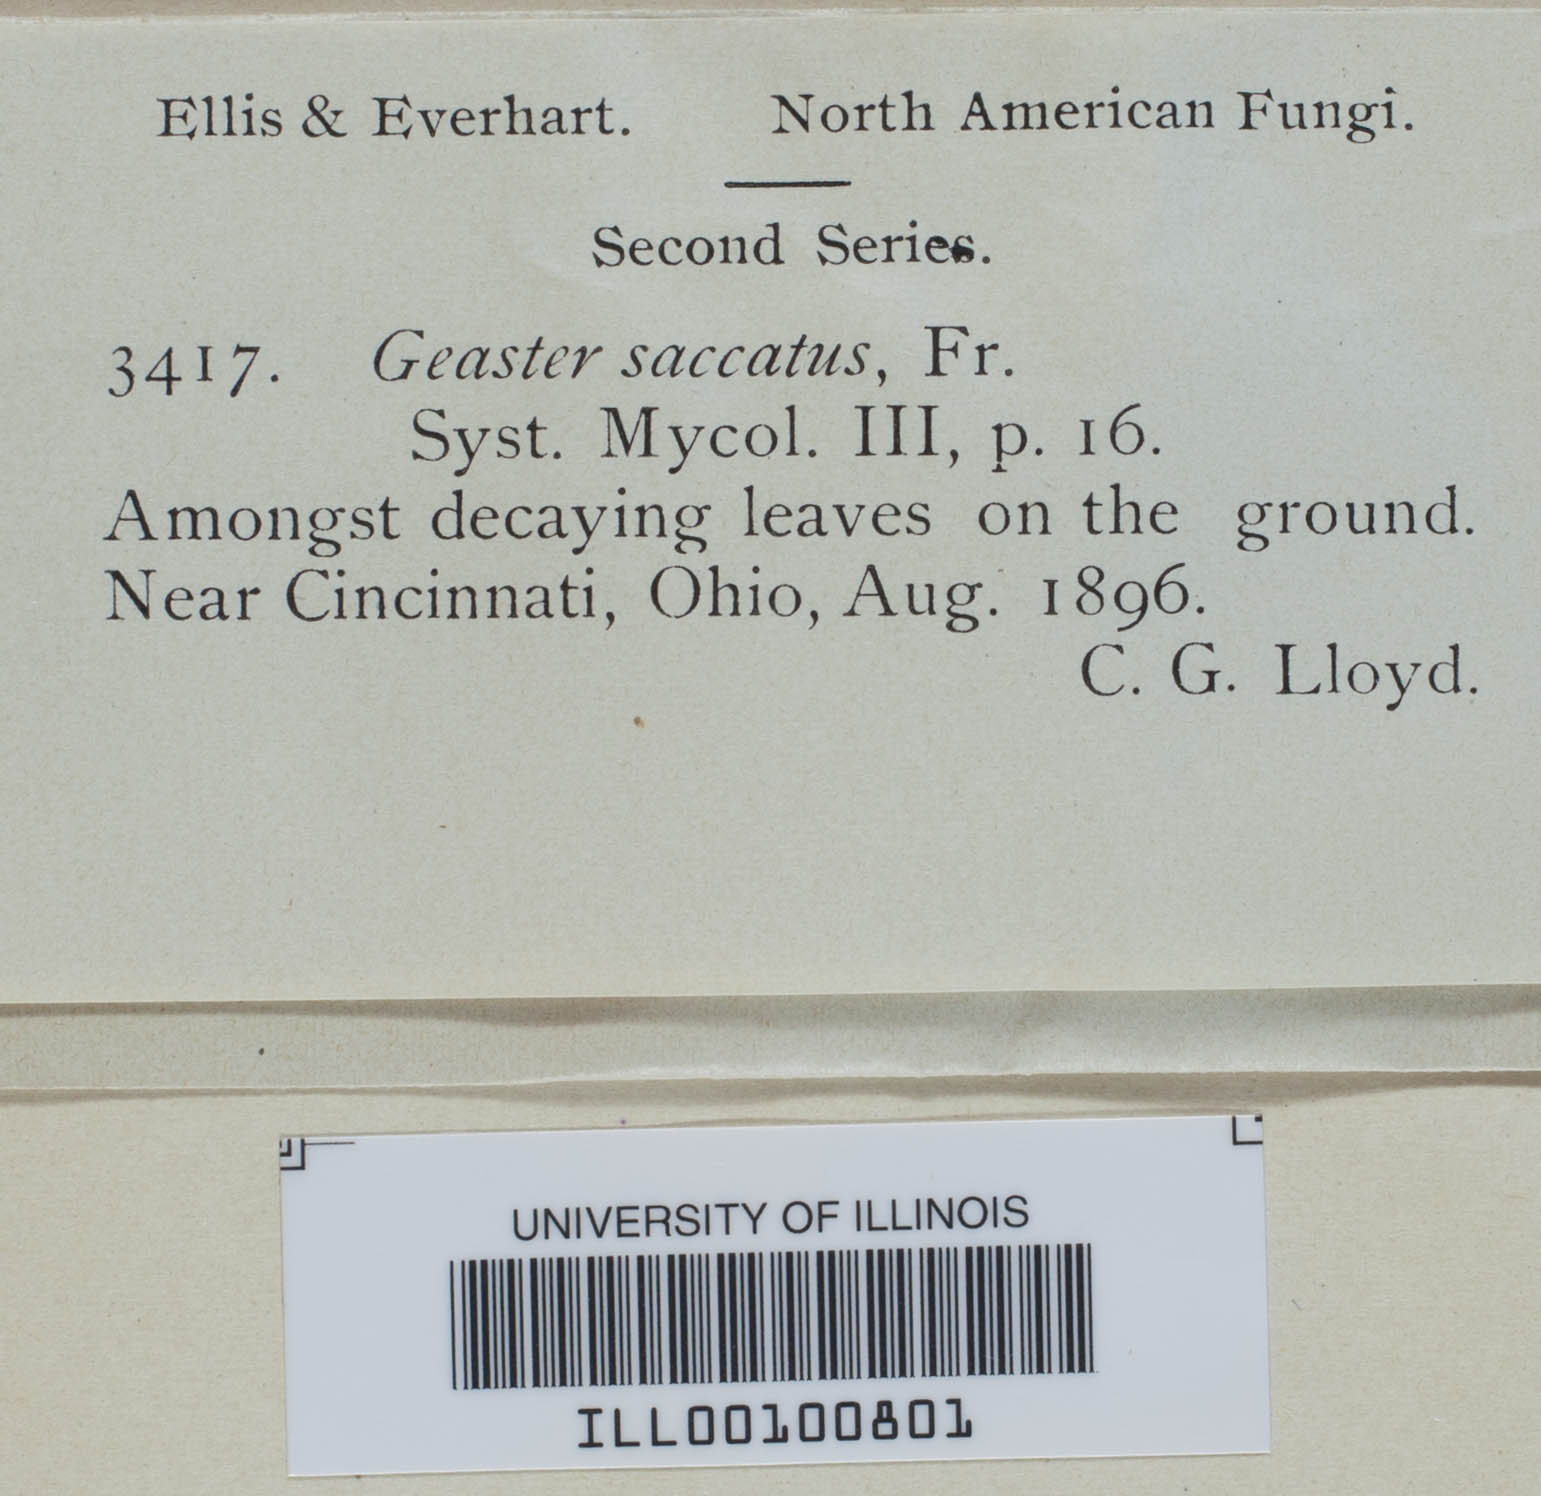 Ellis & Everhart. North American Fungi.
Second Series.
3417. Geaster saccatus, Fr.
Syst. Mycol. III, p. 16.
Amongst decaying leaves on the ground.
Near Cincinnati, Ohio, Aug. 1896.
C. G. Lloyd.
UNIVERSITY OF ILLINOIS
ILL00100801